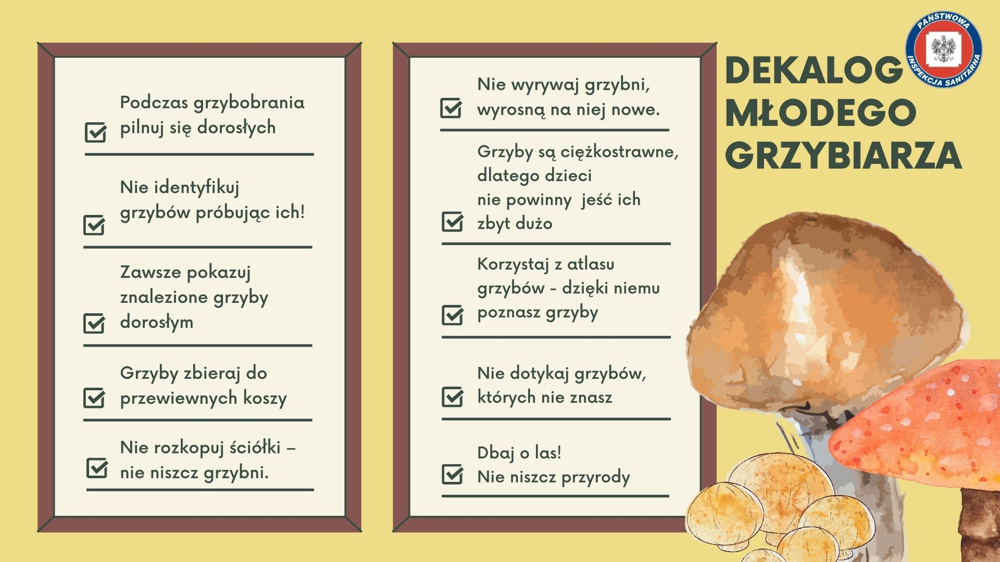 DEKALOG
MŁODEGO
GRZYBIARZA
PAŃSTWOWA
INSPEKCJA SANITARNA
Podczas grzybobrania
pilnuj się dorosłych
Nie identyfikuj
grzybów próbując ich!
Zawsze pokazuj
znalezione grzyby
dorosłym
Grzyby zbieraj do
przewiewnych koszy
Nie rozkopuj ściółki –
nie niszcz grzybni.
Nie wyrywaj grzybni,
wyrosną na niej nowe.
Grzyby są ciężkostrawne,
dlatego dzieci
nie powinny  jeść ich
zbyt dużo
Korzystaj z atlasu
grzybów - dzięki niemu
poznasz grzyby
Nie dotykaj grzybów,
których nie znasz
Dbaj o las!
Nie niszcz przyrody